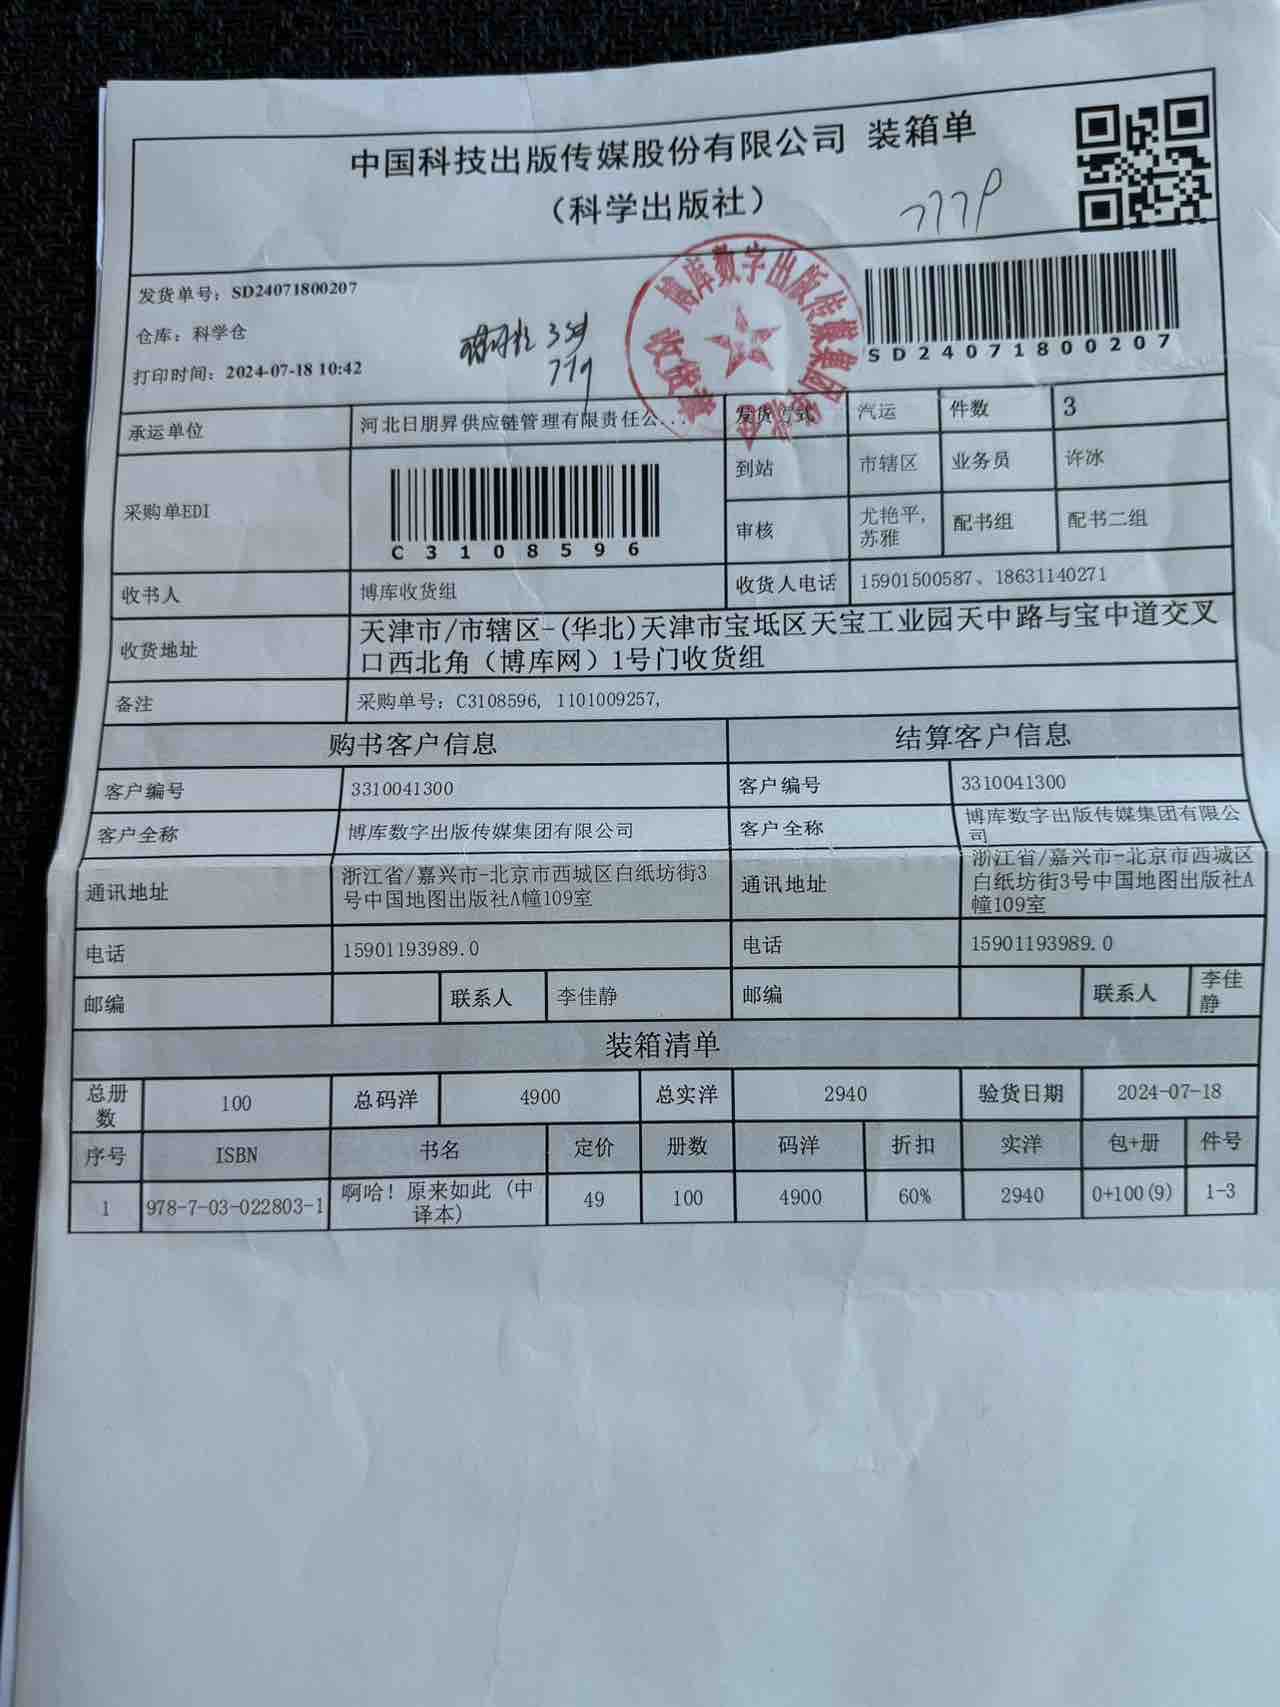 中国科技出版传媒股份有限公司 装箱单
（科学出版社）
777
发货单号：SD24071800207
仓库：科学仓
打印时间：2024-07-18 10:42
博库数字出版传媒集团
收货章
SD24071800207
承运单位 河北日朋昇供应链管理有限责任公... 发货方式 汽运 件数 3
采购单EDI C3108596 到站 市辖区 业务员 许冰
审核 尤艳平, 配书组 配书二组
苏雅
收书人 博库收货组 收货人电话 15901500587、18631140271
收货地址 天津市/市辖区-(华北)天津市宝坻区天宝工业园天中路与宝中道交叉
口西北角（博库网）1号门收货组
备注 采购单号：C3108596, 1101009257,
购书客户信息 结算客户信息
客户编号 3310041300 客户编号 3310041300
客户全称 博库数字出版传媒集团有限公司 客户全称 博库数字出版传媒集团有限公
司
通讯地址 浙江省/嘉兴市-北京市西城区白纸坊街3 通讯地址 浙江省/嘉兴市-北京市西城区
号中国地图出版社A幢109室 白纸坊街3号中国地图出版社A
幢109室
电话 15901193989.0 电话 15901193989.0
邮编 联系人 李佳静 邮编 联系人 李佳
静
装箱清单
总册 100 总码洋 4900 总实洋 2940 验货日期 2024-07-18
数
序号 ISBN 书名 定价 册数 码洋 折扣 实洋 包+册 件号
1 978-7-03-022803-1 啊哈！原来如此（中 49 100 4900 60% 2940 0+100(9) 1-3
译本）